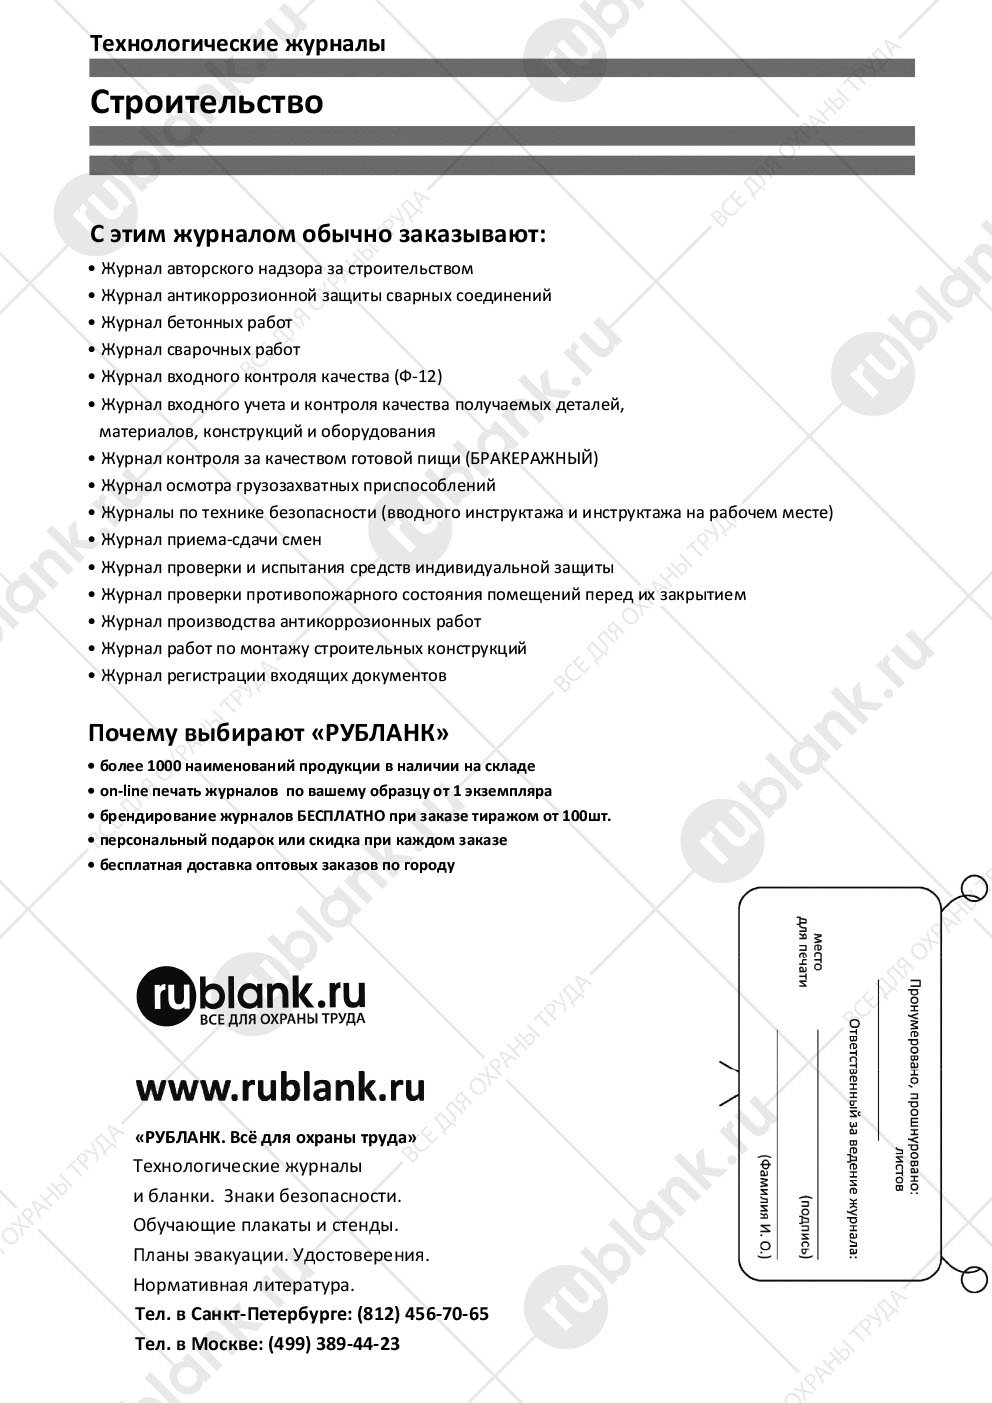 Технологические журналы
Строительство
С этим журналом обычно заказывают:
• Журнал авторского надзора за строительством
• Журнал антикоррозионной защиты сварных соединений
• Журнал бетонных работ
• Журнал сварочных работ
• Журнал входного контроля качества (Ф-12)
• Журнал входного учета и контроля качества получаемых деталей,
материалов, конструкций и оборудования
• Журнал контроля за качеством готовой пищи (БРАКЕРАЖНЫЙ)
• Журнал осмотра грузозахватных приспособлений
• Журналы по технике безопасности (вводного инструктажа и инструктажа на рабочем месте)
• Журнал приема-сдачи смен
• Журнал проверки и испытания средств индивидуальной защиты
• Журнал проверки противопожарного состояния помещений перед их закрытием
• Журнал производства антикоррозионных работ
• Журнал работ по монтажу строительных конструкций
• Журнал регистрации входящих документов
Почему выбирают «РУБЛАНК»
• более 1000 наименований продукции в наличии на складе
• on-line печать журналов по вашему образцу от 1 экземпляра
• брендирование журналов БЕСПЛАТНО при заказе тиражом от 100шт.
• персональный подарок или скидка при каждом заказе
• бесплатная доставка оптовых заказов по городу
rublank.ru
ВСЕ ДЛЯ ОХРАНЫ ТРУДА
www.rublank.ru
«РУБЛАНК. Всё для охраны труда»
Технологические журналы
и бланки. Знаки безопасности.
Обучающие плакаты и стенды.
Планы эвакуации. Удостоверения.
Нормативная литература.
Тел. в Санкт-Петербурге: (812) 456-70-65
Тел. в Москве: (499) 389-44-23
Пронумеровано, прошнуровано:
листов
Ответственный за ведение журнала:
место
для печати
(подпись)
(Фамилия И. О.)